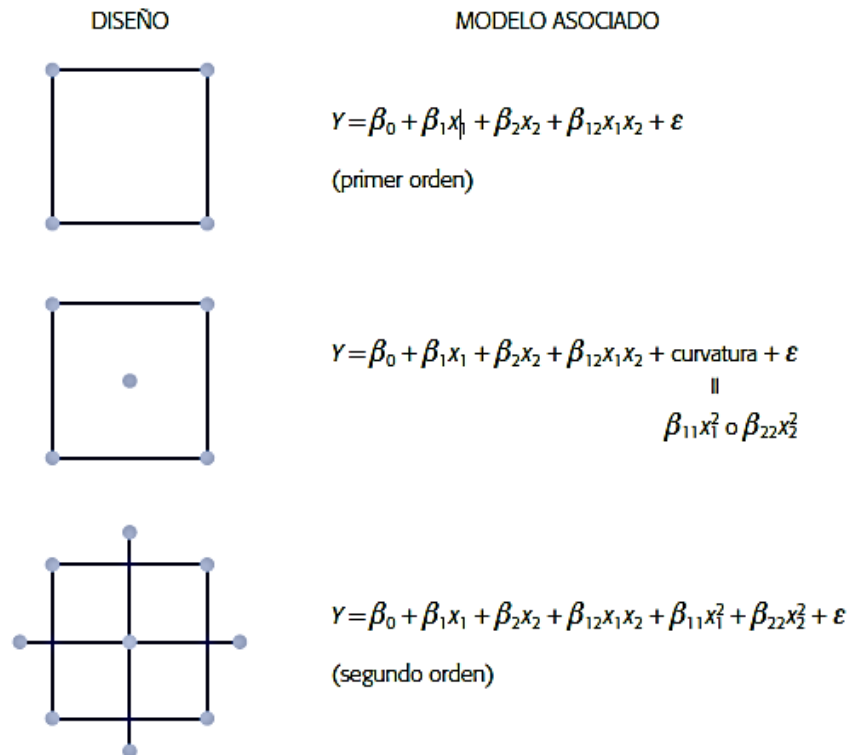 DISEÑO MODELO ASOCIADO
Y = β₀ + β₁x₁ + β₂x₂ + β₁₂x₁x₂ + ε
(primer orden)
Y = β₀ + β₁x₁ + β₂x₂ + β₁₂x₁x₂ + curvatura + ε
॥
β₁₁x₁² o β₂₂x₂²
Y = β₀ + β₁x₁ + β₂x₂ + β₁₂x₁x₂ + β₁₁x₁² + β₂₂x₂² + ε
(segundo orden)